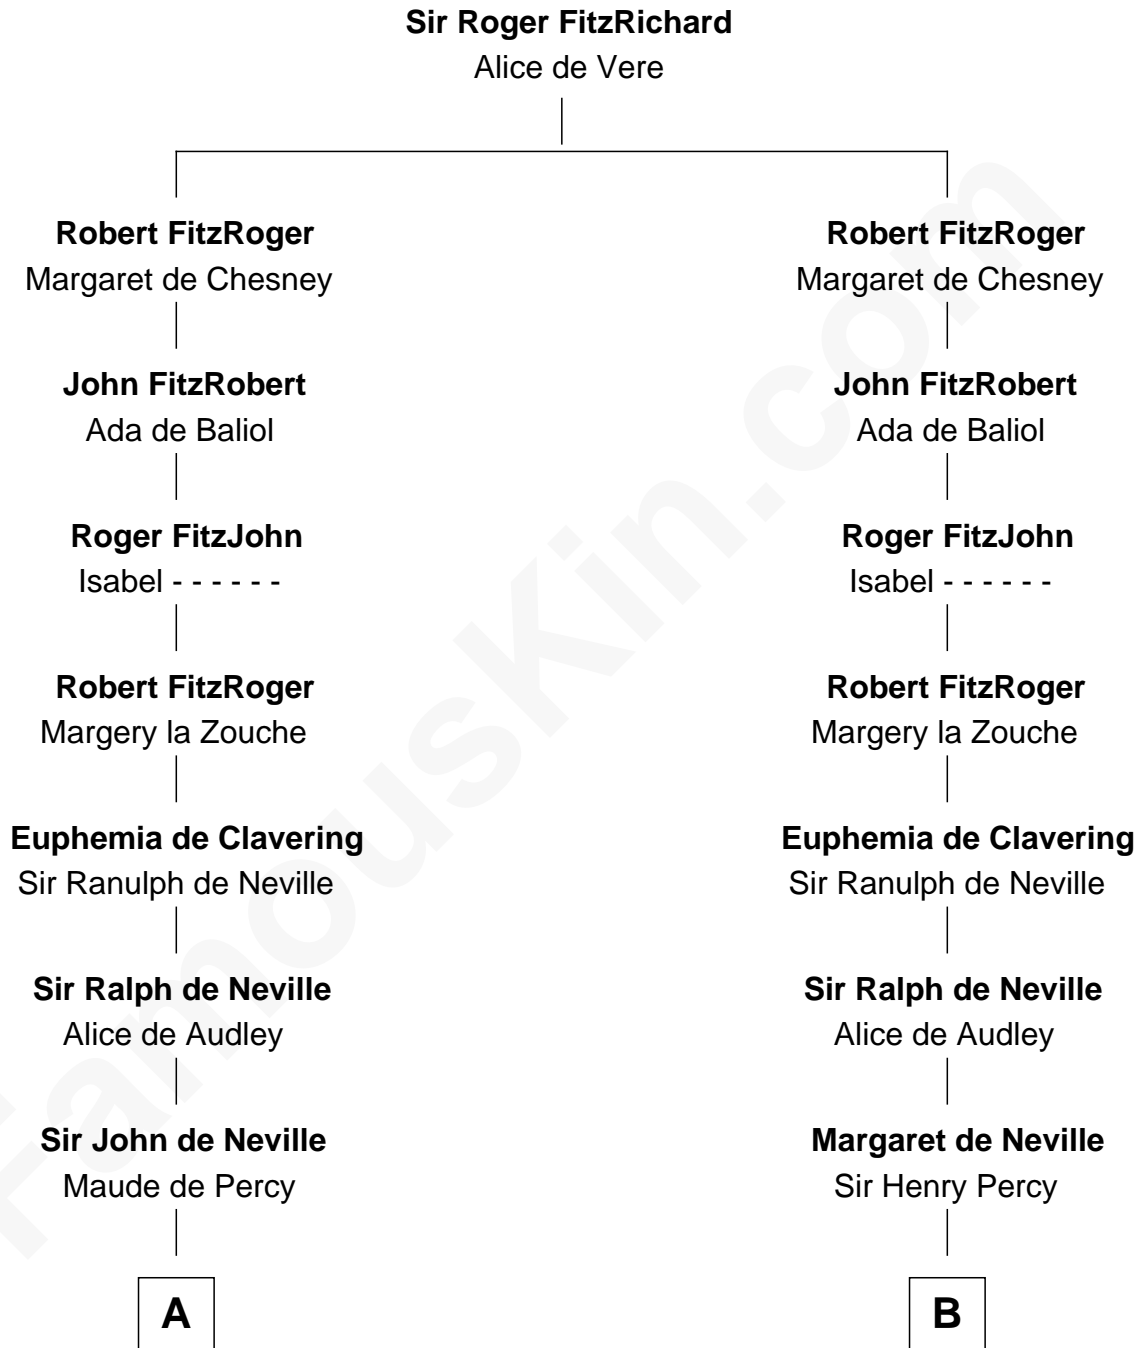 Sir Roger FitzRichard
Alice de Vere
Robert FitzRoger
Margaret de Chesney
John FitzRobert
Ada de Baliol
Roger FitzJohn
Isabel - - - - - -
Robert FitzRoger
Margery la Zouche
Euphemia de Clavering
Sir Ranulph de Neville
Sir Ralph de Neville
Alice de Audley
Sir John de Neville
Maude de Percy
A
Robert FitzRoger
Margaret de Chesney
John FitzRobert
Ada de Baliol
Roger FitzJohn
Isabel - - - - - -
Robert FitzRoger
Margery la Zouche
Euphemia de Clavering
Sir Ranulph de Neville
Sir Ralph de Neville
Alice de Audley
Margaret de Neville
Sir Henry Percy
B
FamousKin.com